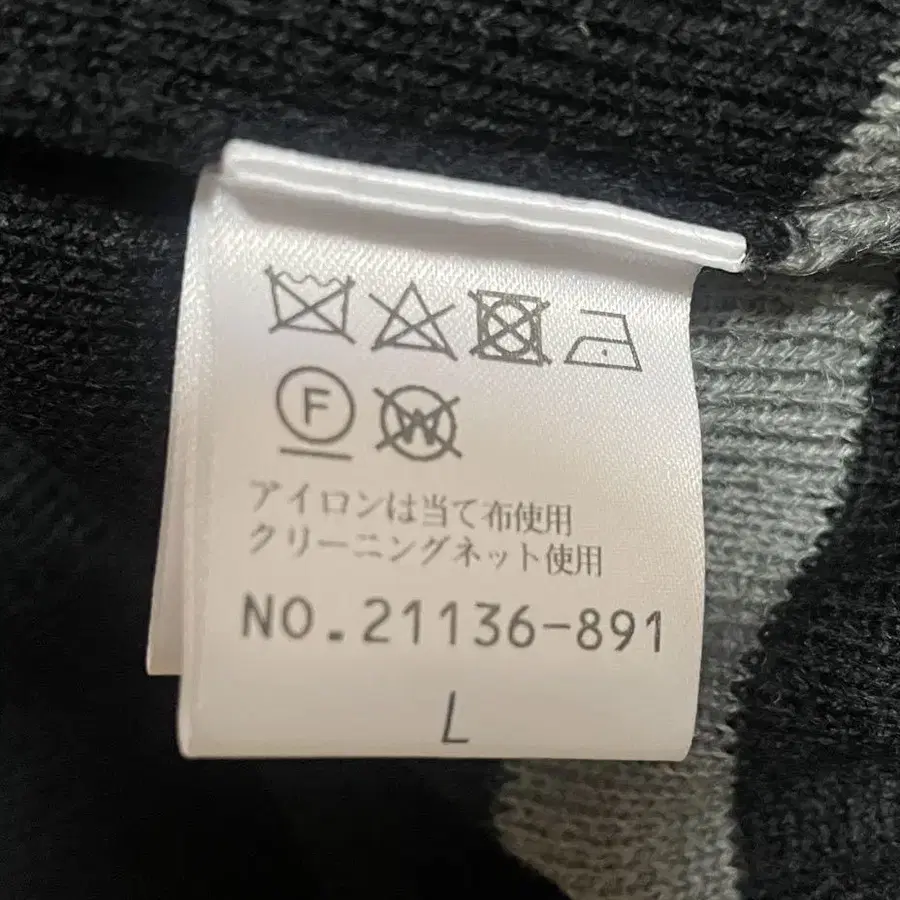 F W
アイロンは当て布使用
クリーニングネット使用
NO.21136-891
L